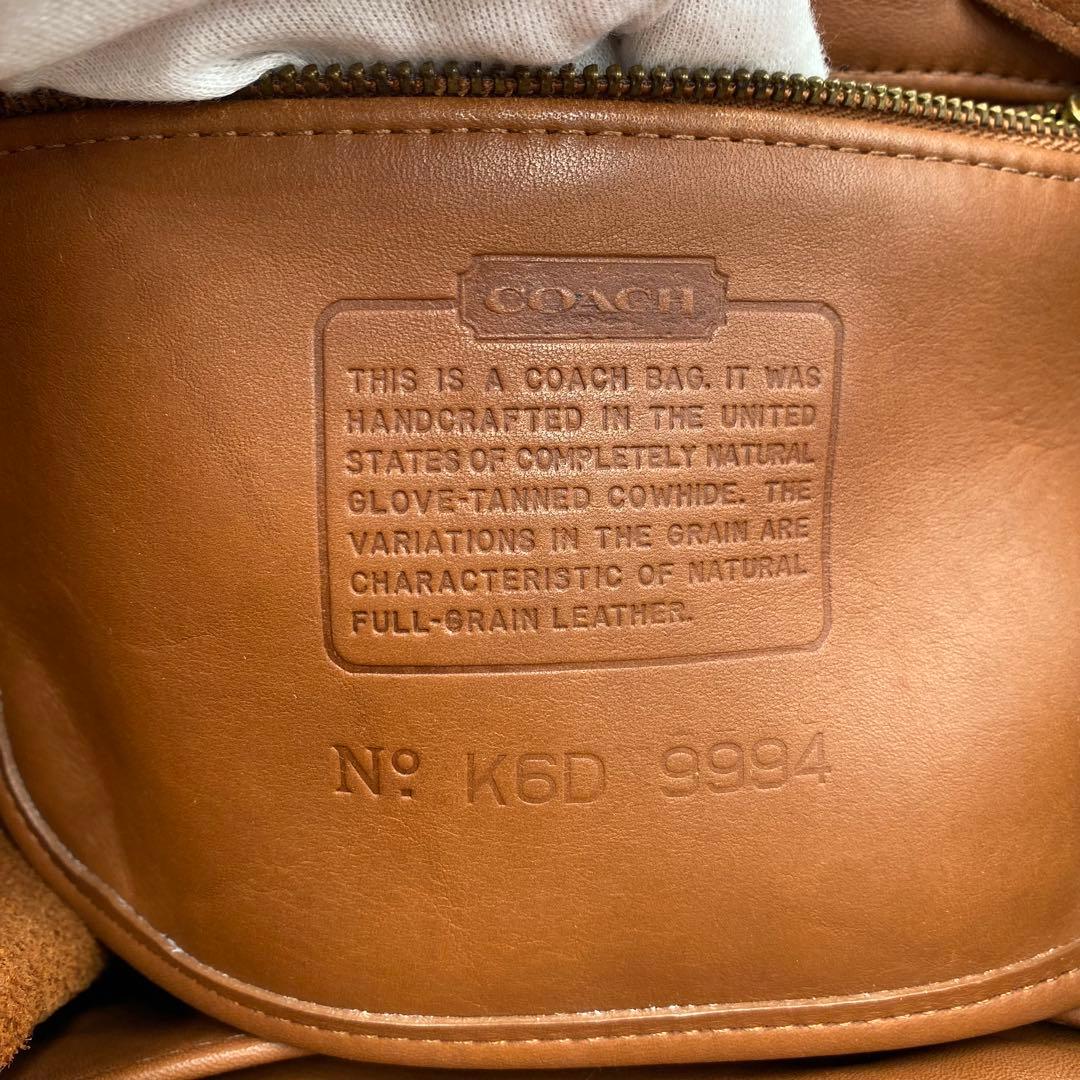 COACH
THIS IS A COACH BAG. IT WAS
HANDCRAFTED IN THE UNITED
STATES OF COMPLETELY NATURAL
GLOVE-TANNED COWHIDE. THE
VARIATIONS IN THE GRAIN ARE
CHARACTERISTIC OF NATURAL
FULL-GRAIN LEATHER.
Nº. K6D 9994